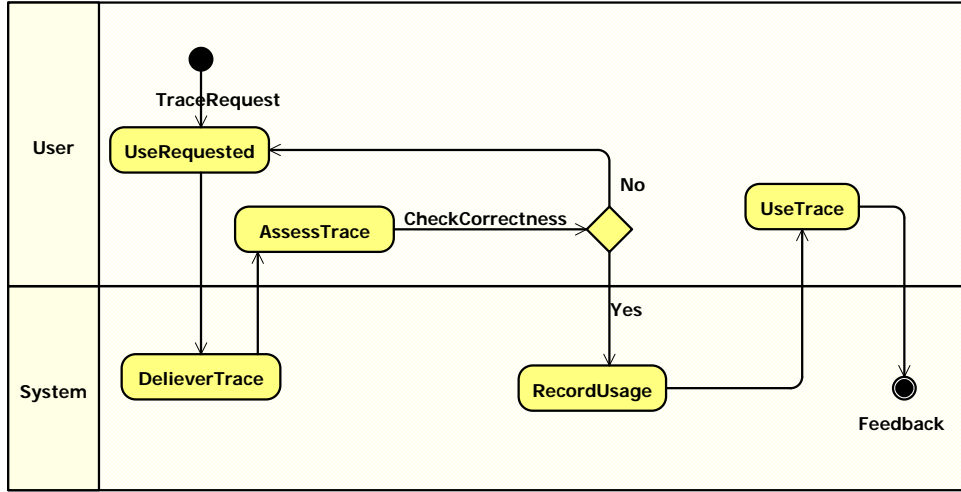 TraceRequest
User
UseRequested
No
AssessTrace
CheckCorrectness
UseTrace
Yes
System
DelieverTrace
RecordUsage
Feedback